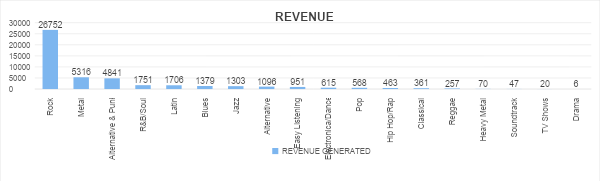 REVENUE
30000
25000
20000
15000
10000
5000
0
26752
5316
4841
1751
1706
1379
1303
1096
951
615
568
463
361
257
70
47
20
6
Rock
Metal
Alternative & Punk
R&B/Soul
Latin
Blues
Jazz
Alternative
Easy Listening
Electronica/Dance
Pop
Hip Hop/Rap
Classical
Reggae
Heavy Metal
Soundtrack
TV Shows
Drama
REVENUE GENERATED